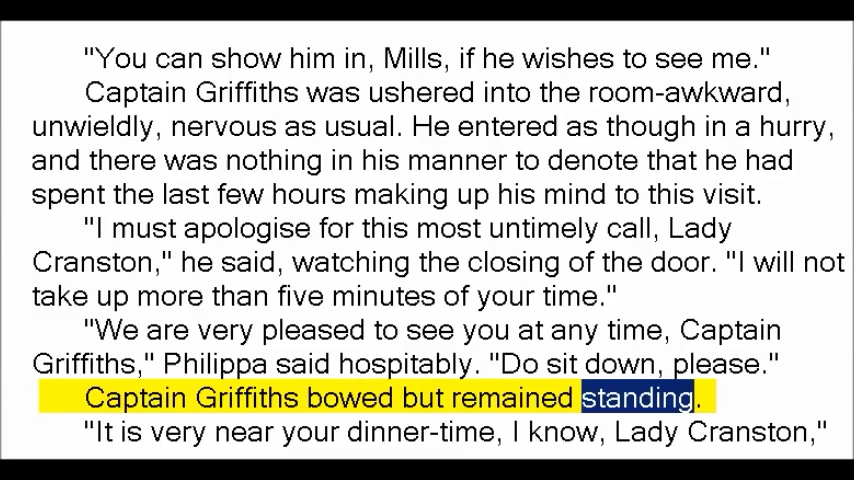 "You can show him in, Mills, if he wishes to see me."
Captain Griffiths was ushered into the room-awkward,
unwieldly, nervous as usual. He entered as though in a hurry,
and there was nothing in his manner to denote that he had
spent the last few hours making up his mind to this visit.
"I must apologise for this most untimely call, Lady
Cranston," he said, watching the closing of the door. "I will not
take up more than five minutes of your time."
"We are very pleased to see you at any time, Captain
Griffiths," Philippa said hospitably. "Do sit down, please."
Captain Griffiths bowed but remained standing.
"It is very near your dinner-time, I know, Lady Cranston,"